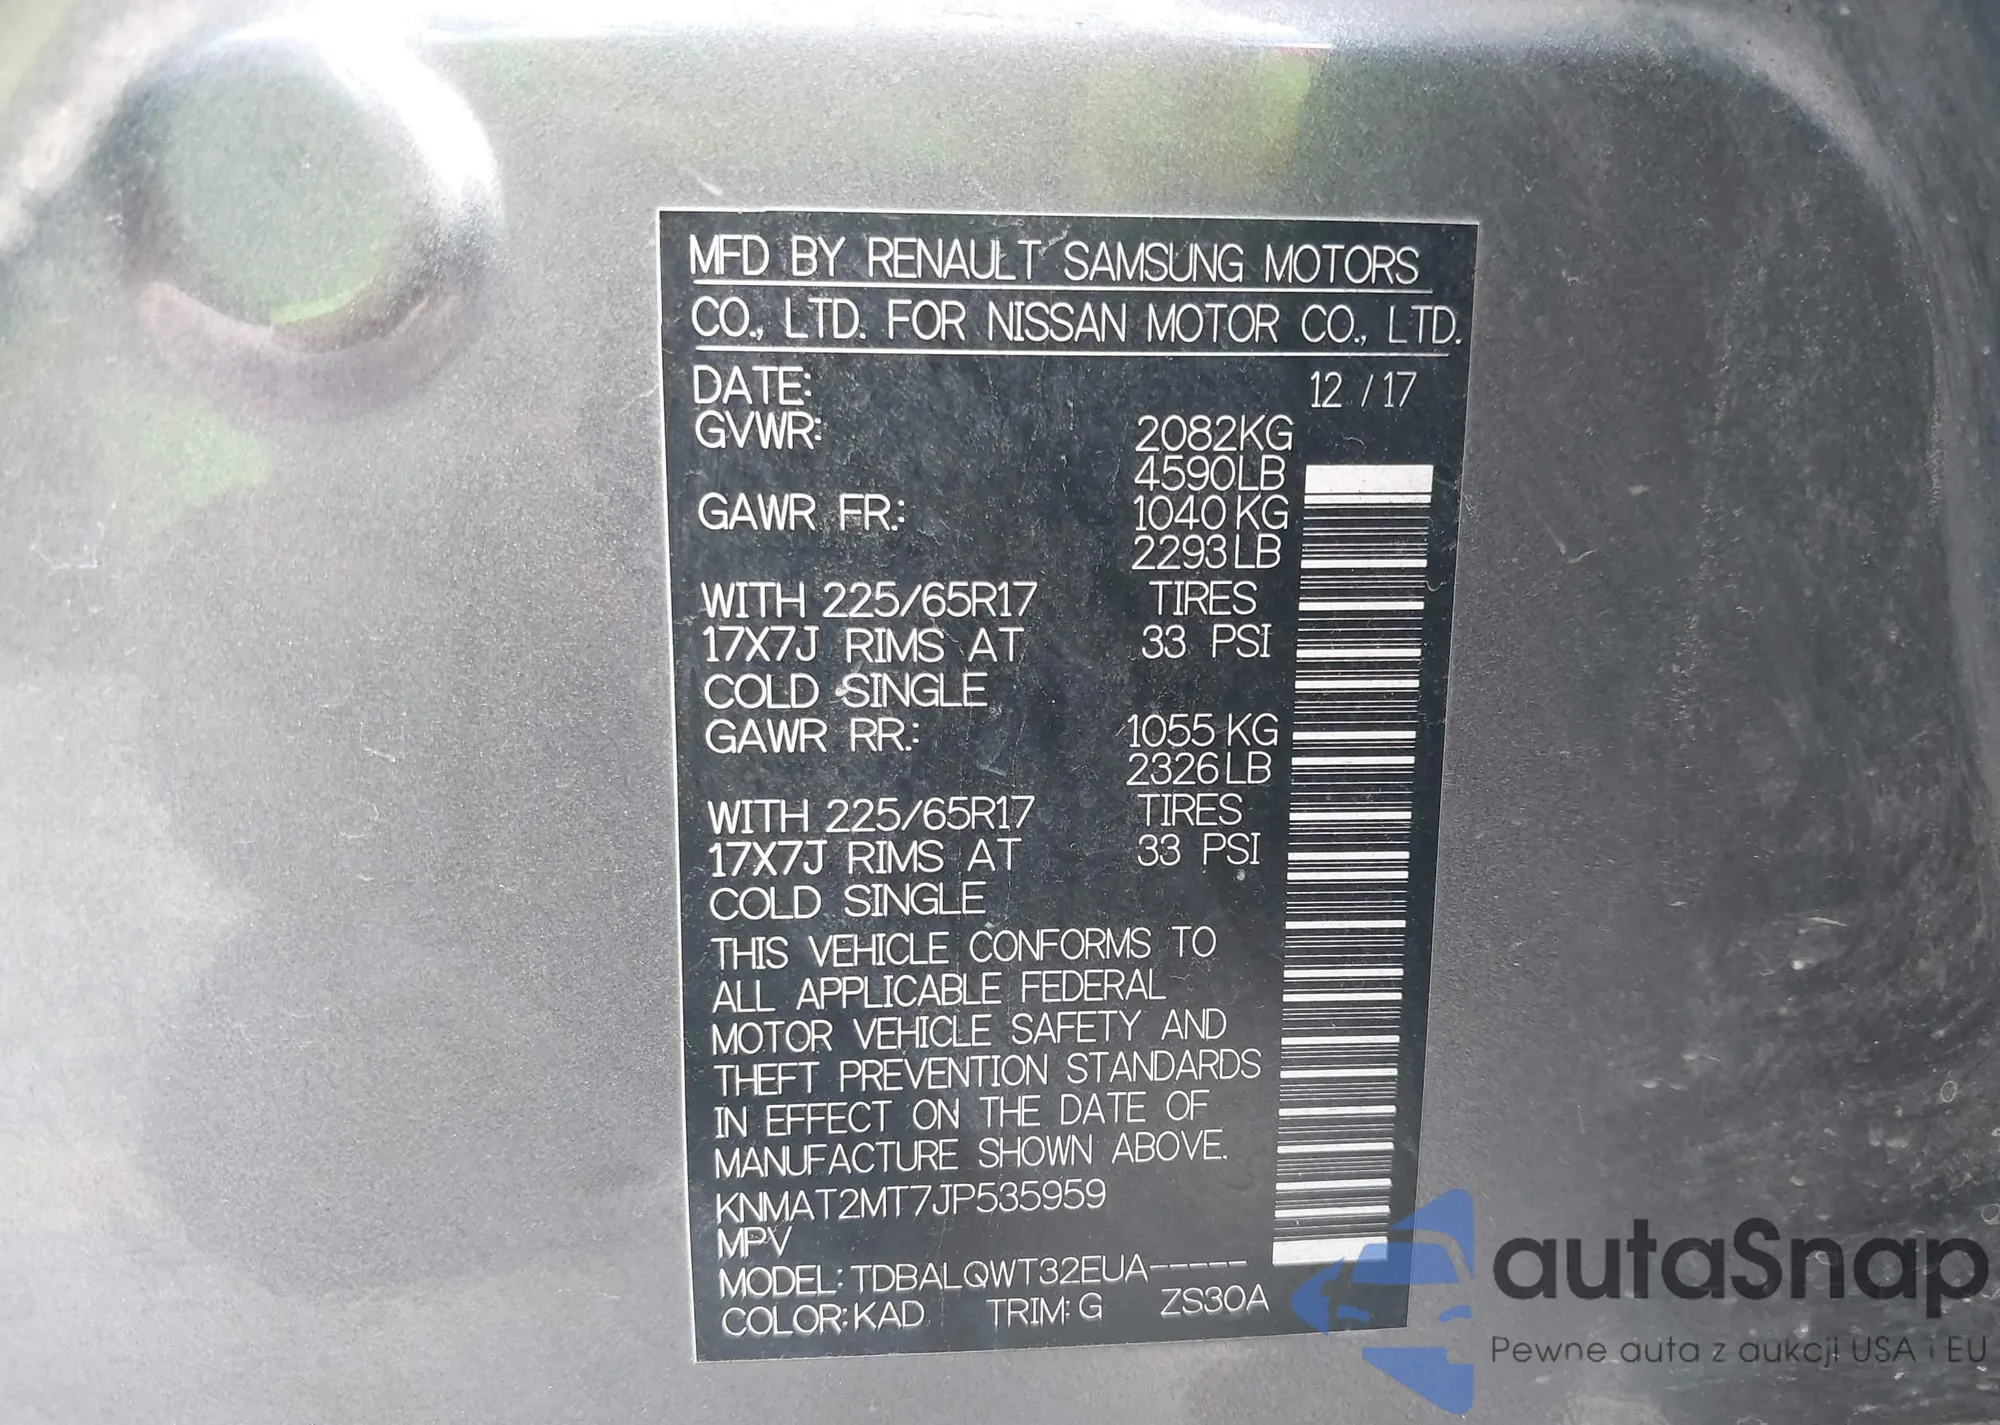 MFD BY RENAULT SAMSUNG MOTORS
CO., LTD. FOR NISSAN MOTOR CO., LTD.
DATE: 12 / 17
GVWR: 2082KG
4590LB
GAWR FR.: 1040 KG
2293LB
WITH 225/65R17 TIRES
17X7J RIMS AT 33 PSI
COLD SINGLE
GAWR RR.: 1055 KG
2326LB
WITH 225/65R17 TIRES
17X7J RIMS AT 33 PSI
COLD SINGLE
THIS VEHICLE CONFORMS TO
ALL APPLICABLE FEDERAL
MOTOR VEHICLE SAFETY AND
THEFT PREVENTION STANDARDS
IN EFFECT ON THE DATE OF
MANUFACTURE SHOWN ABOVE.
KNMAT2MT7JP535959
MPV
MODEL: TDBALQWT32EUA-----
COLOR: KAD TRIM: G ZS30A
autaSnap
Pewne auta z aukcji USA i EU